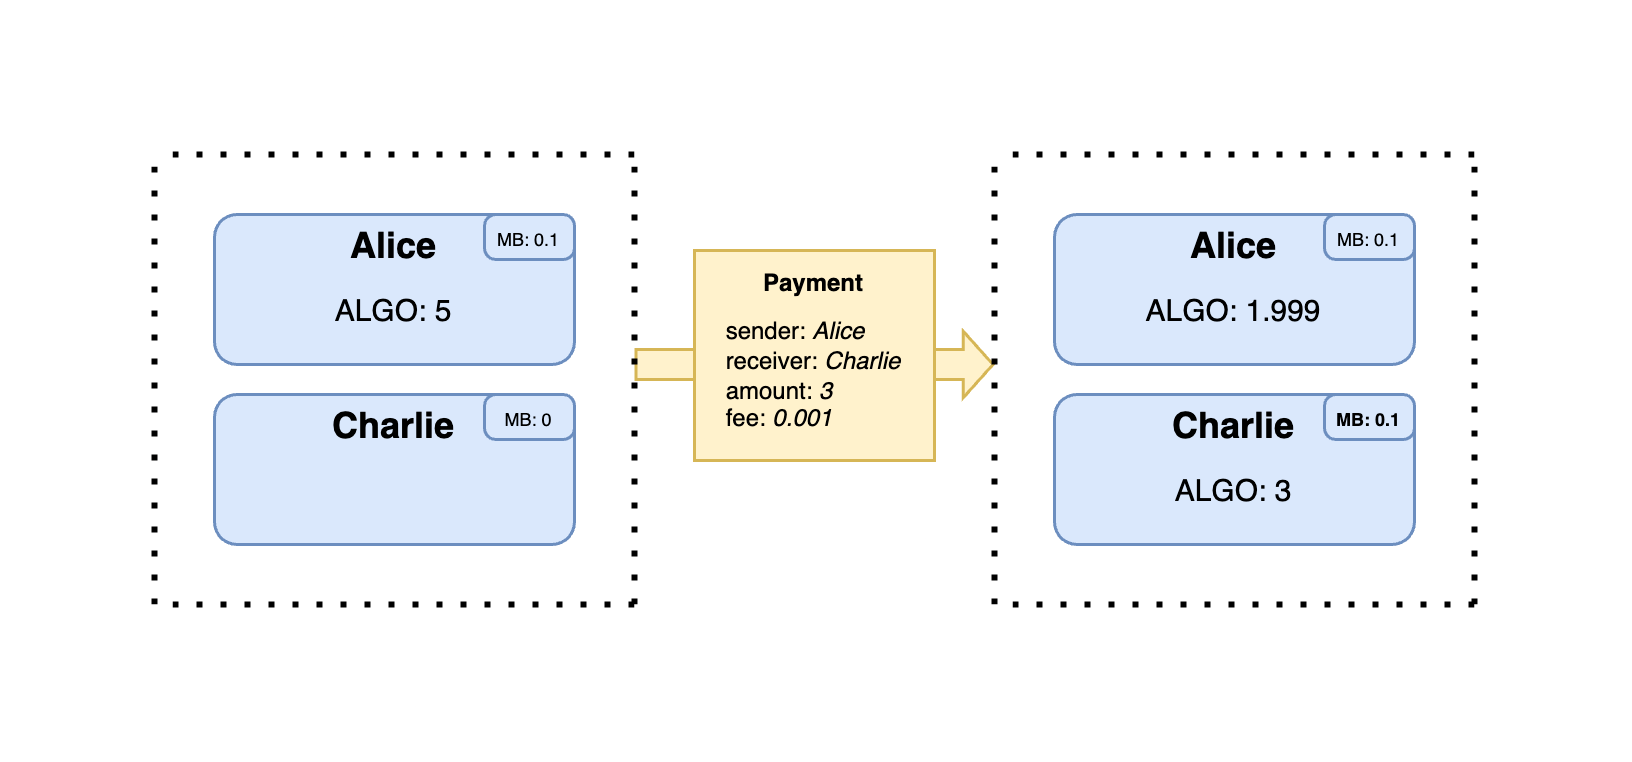 Alice
MB: 0.1
ALGO: 5
Charlie
MB: 0
Payment
sender: Alice
receiver: Charlie
amount: 3
fee: 0.001
Alice
MB: 0.1
ALGO: 1.999
Charlie
MB: 0.1
ALGO: 3